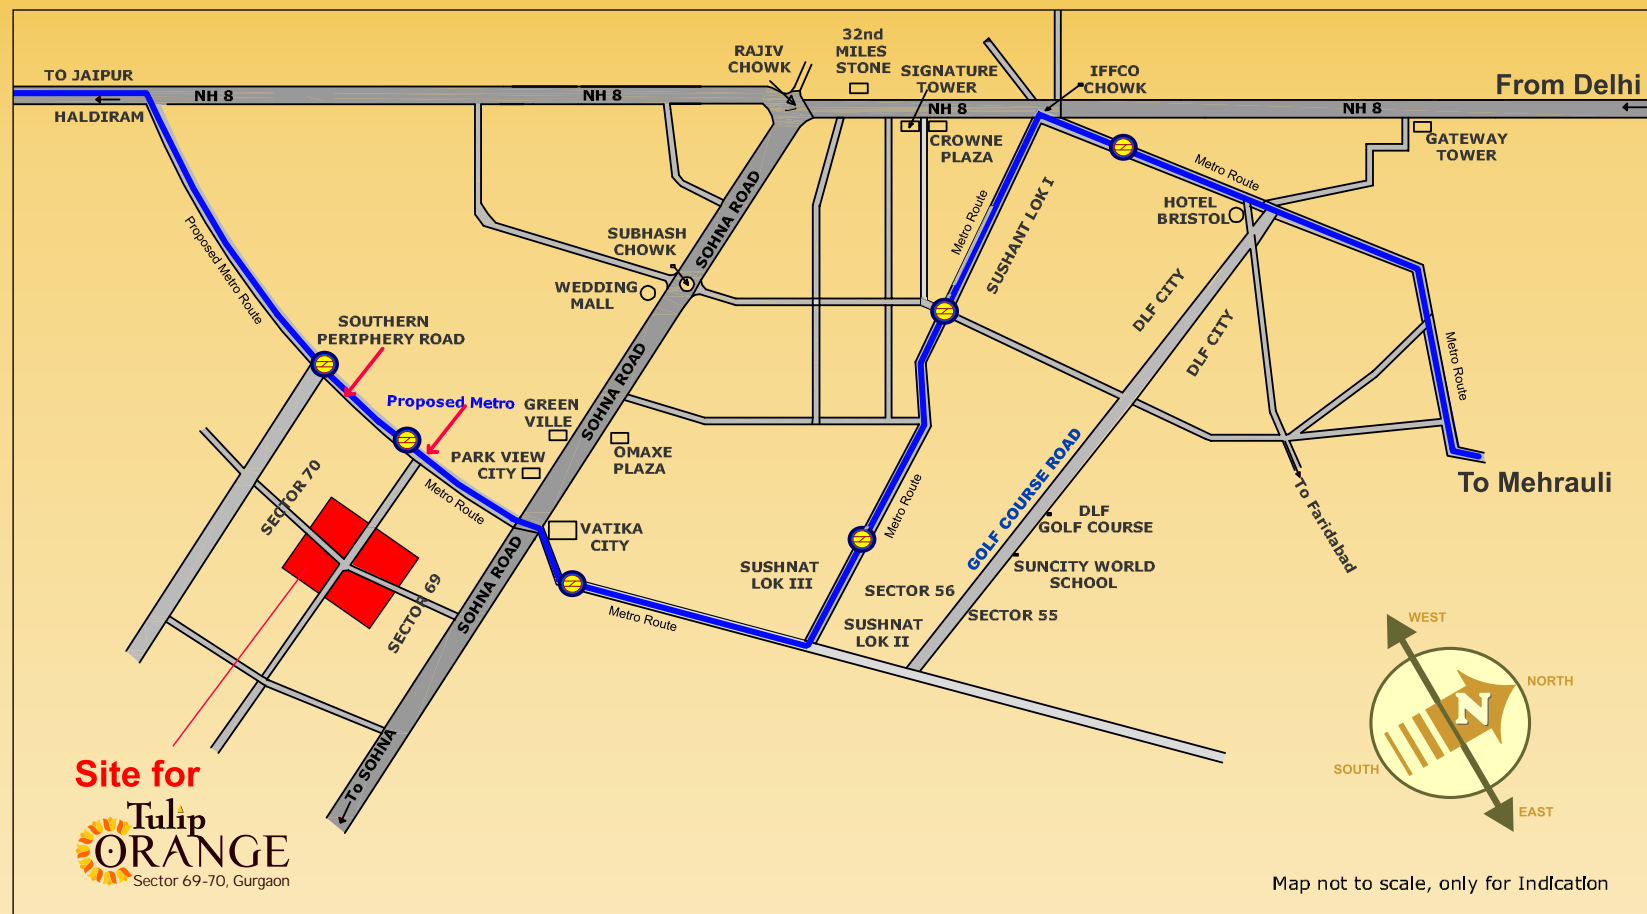 32nd
MILES
STONE
RAJIV
CHOWK
SIGNATURE
TOWER
IFFCO
CHOWK
TO JAIPUR
From Delhi
NH 8
NH 8
NH 8
NH 8
HALDIRAM
CROWNE
PLAZA
GATEWAY
TOWER
Metro Route
HOTEL
BRISTOL
SOHNA ROAD
Metro Route
SUSHANT LOK I
Proposed Metro Route
SUBHASH
CHOWK
WEDDING
MALL
DLF CITY
DLF CITY
SOUTHERN
PERIPHERY ROAD
Metro Route
SOHNA ROAD
Proposed Metro
GREEN
VILLE
PARK VIEW
CITY
OMAXE
PLAZA
To Mehrauli
SECTOR 70
Metro Route
Metro Route
GOLF COURSE ROAD
DLF
GOLF COURSE
To Faridabad
VATIKA
CITY
SOHNA ROAD
SUSHNAT
LOK III
SUNCITY WORLD
SCHOOL
SECTOR 56
SECTOR 69
Metro Route
SECTOR 55
SUSHNAT
LOK II
WEST
NORTH
N
SOUTH
EAST
To SOHNA
Site for
Tulip
ORANGE
Sector 69-70, Gurgaon
Map not to scale, only for Indication